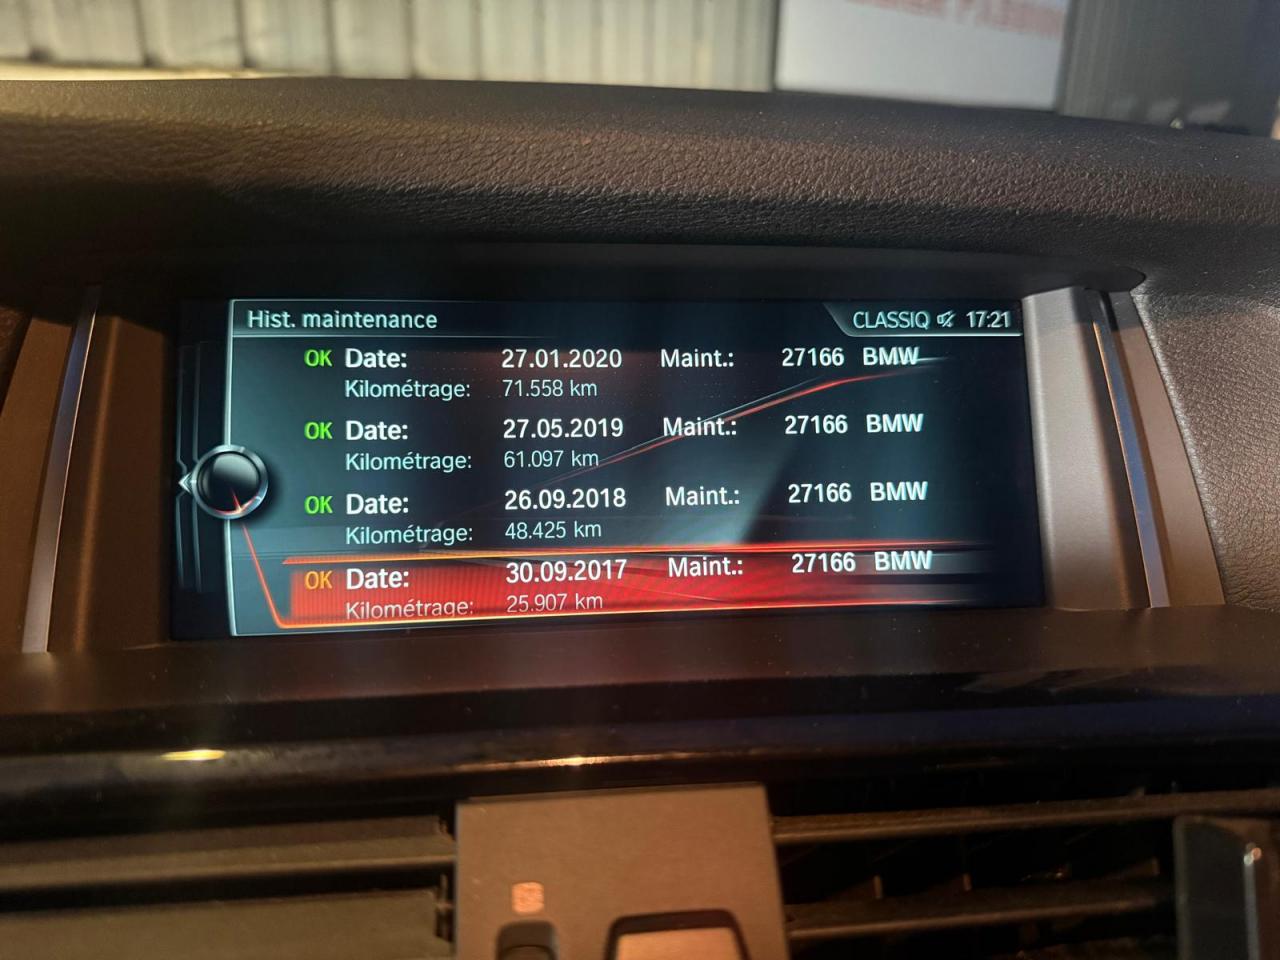 Hist. maintenance CLASSIQ 17:21
OK Date: 27.01.2020 Maint.: 27166 BMW
Kilométrage: 71.558 km
OK Date: 27.05.2019 Maint.: 27166 BMW
Kilométrage: 61.097 km
OK Date: 26.09.2018 Maint.: 27166 BMW
Kilométrage: 48.425 km
OK Date: 30.09.2017 Maint.: 27166 BMW
Kilométrage: 25.907 km